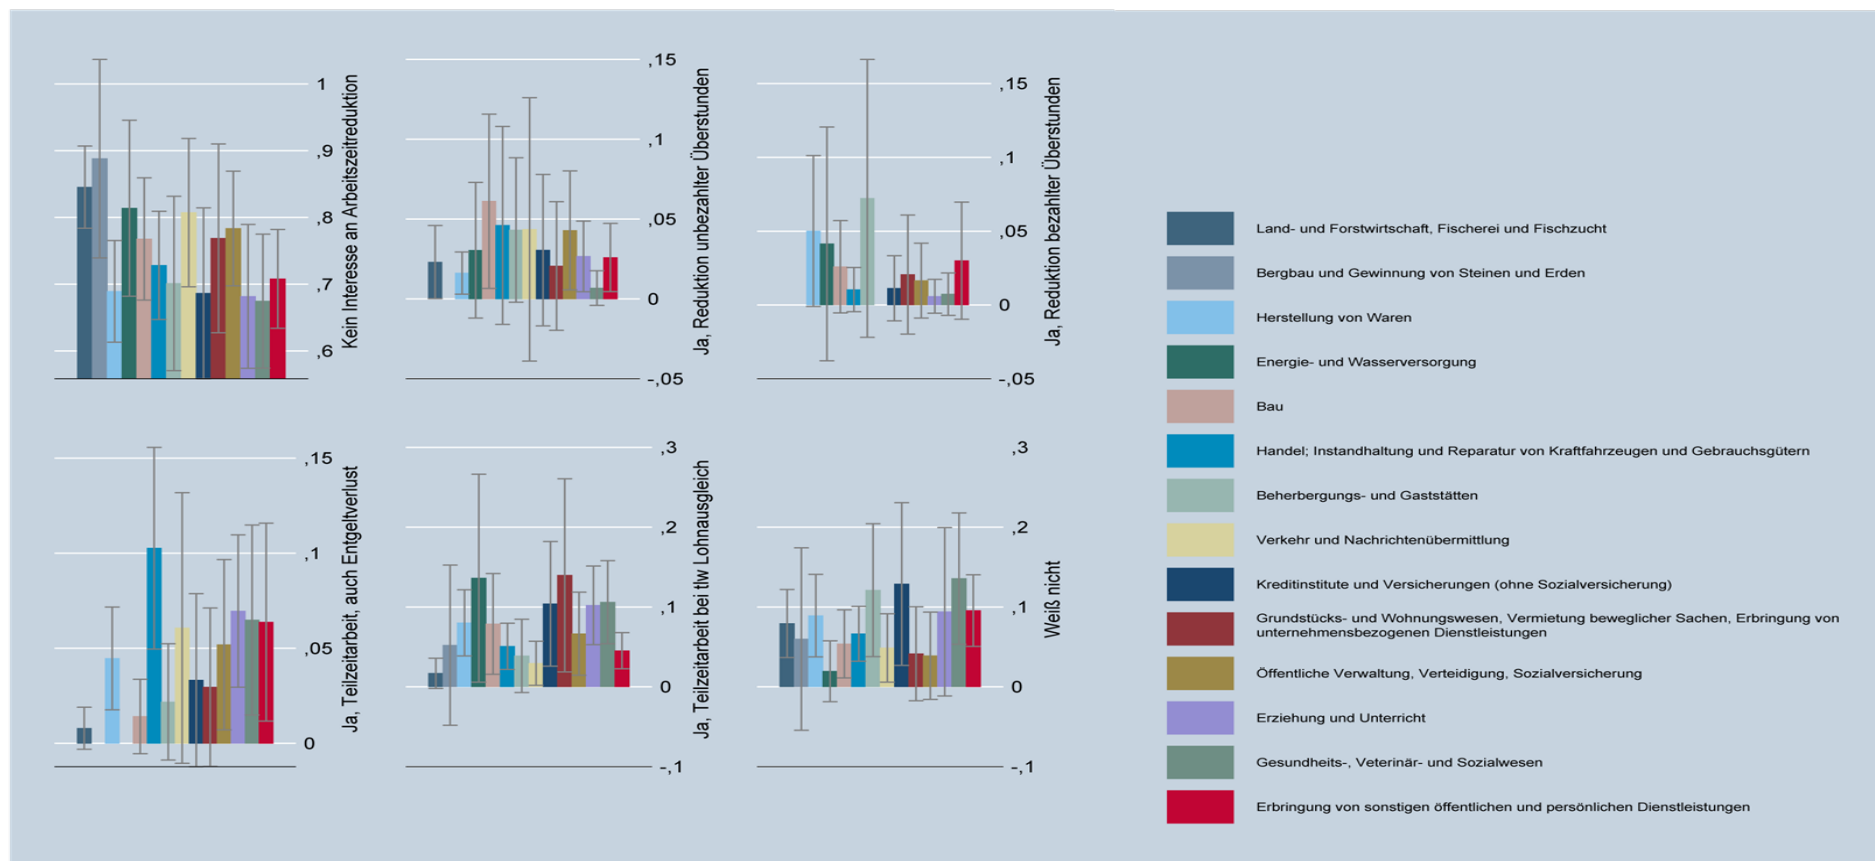 1
,9
,8
,7
,6
Kein Interesse an Arbeitszeitreduktion
,15
,1
,05
0
-,05
Ja, Reduktion unbezahlter Überstunden
,15
,1
,05
0
-,05
Ja, Reduktion bezahlter Überstunden
,15
,1
,05
0
Ja, Teilzeitarbeit, auch Entgeltverlust
,3
,2
,1
0
-,1
Ja, Teilzeitarbeit bei tlw Lohnausgleich
,3
,2
,1
0
-,1
Weiß nicht
Land- und Forstwirtschaft, Fischerei und Fischzucht
Bergbau und Gewinnung von Steinen und Erden
Herstellung von Waren
Energie- und Wasserversorgung
Bau
Handel; Instandhaltung und Reparatur von Kraftfahrzeugen und Gebrauchsgütern
Beherbergungs- und Gaststätten
Verkehr und Nachrichtenübermittlung
Kreditinstitute und Versicherungen (ohne Sozialversicherung)
Grundstücks- und Wohnungswesen, Vermietung beweglicher Sachen, Erbringung von
unternehmensbezogenen Dienstleistungen
Öffentliche Verwaltung, Verteidigung, Sozialversicherung
Erziehung und Unterricht
Gesundheits-, Veterinär- und Sozialwesen
Erbringung von sonstigen öffentlichen und persönlichen Dienstleistungen